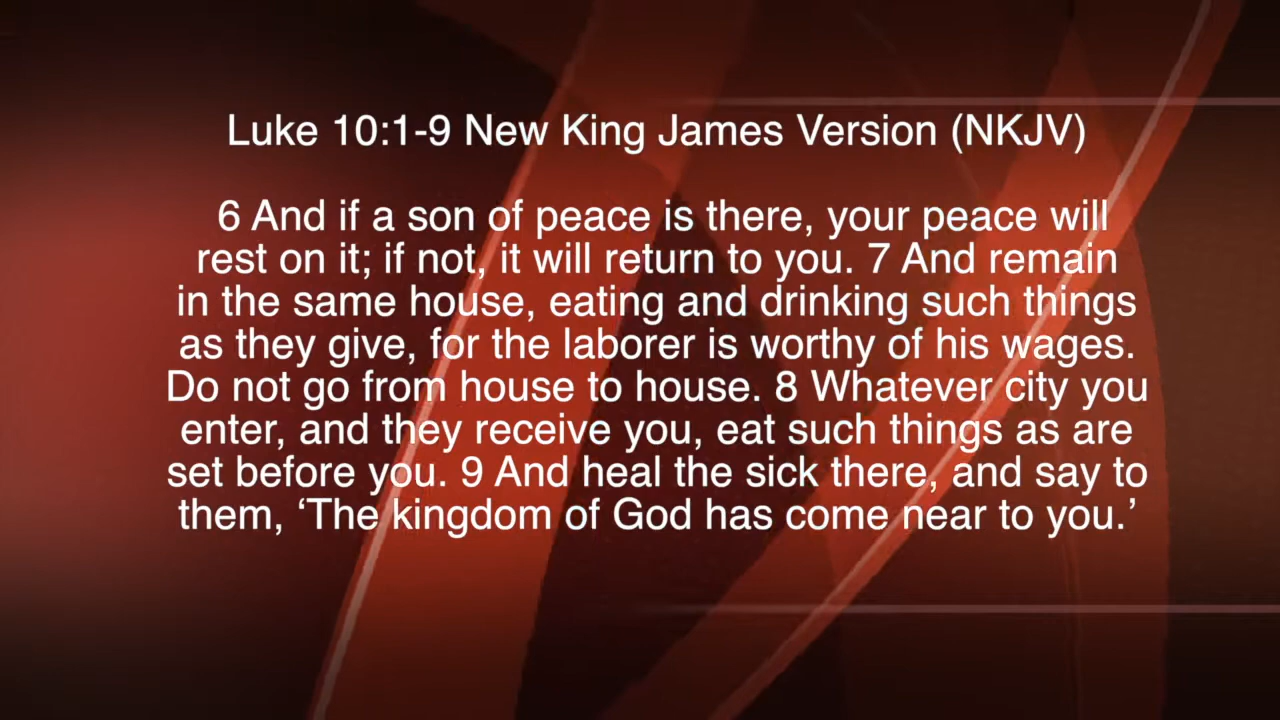 Luke 10:1-9 New King James Version (NKJV)
6 And if a son of peace is there, your peace will
rest on it; if not, it will return to you. 7 And remain
in the same house, eating and drinking such things
as they give, for the laborer is worthy of his wages.
Do not go from house to house. 8 Whatever city you
enter, and they receive you, eat such things as are
set before you. 9 And heal the sick there, and say to
them, ‘The kingdom of God has come near to you.’